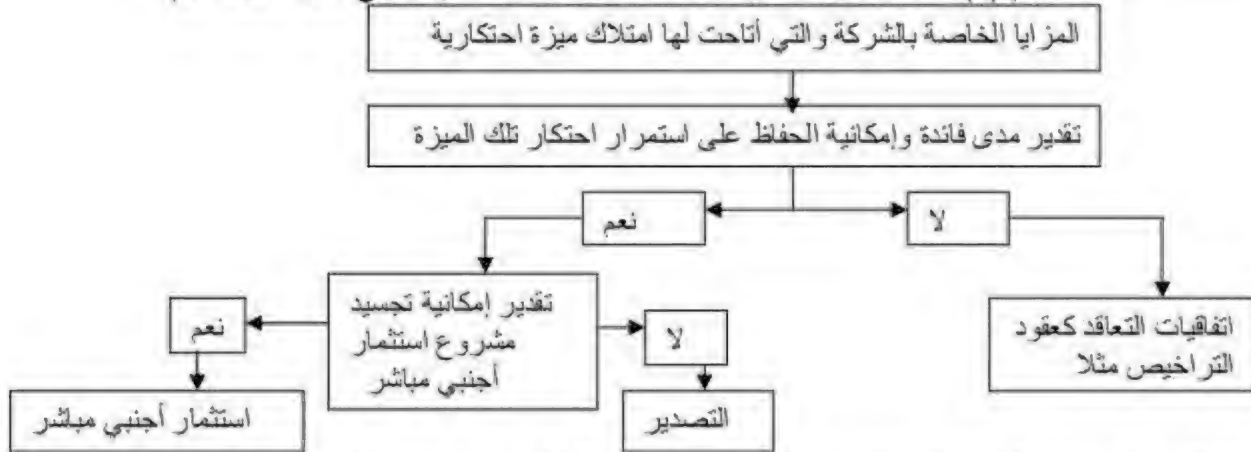 المزايا الخاصة بالشركة والتي أتاحت لها امتلاك ميزة احتكارية
تقدير مدى فائدة وإمكانية الحفاظ على استمرار احتكار تلك الميزة
لا
نعم
اتفاقيات التعاقد كعقود
التراخيص مثلا
تقدير إمكانية تجسيد
مشروع استثمار
أجنبي مباشر
لا
نعم
التصدير
استثمار أجنبي مباشر